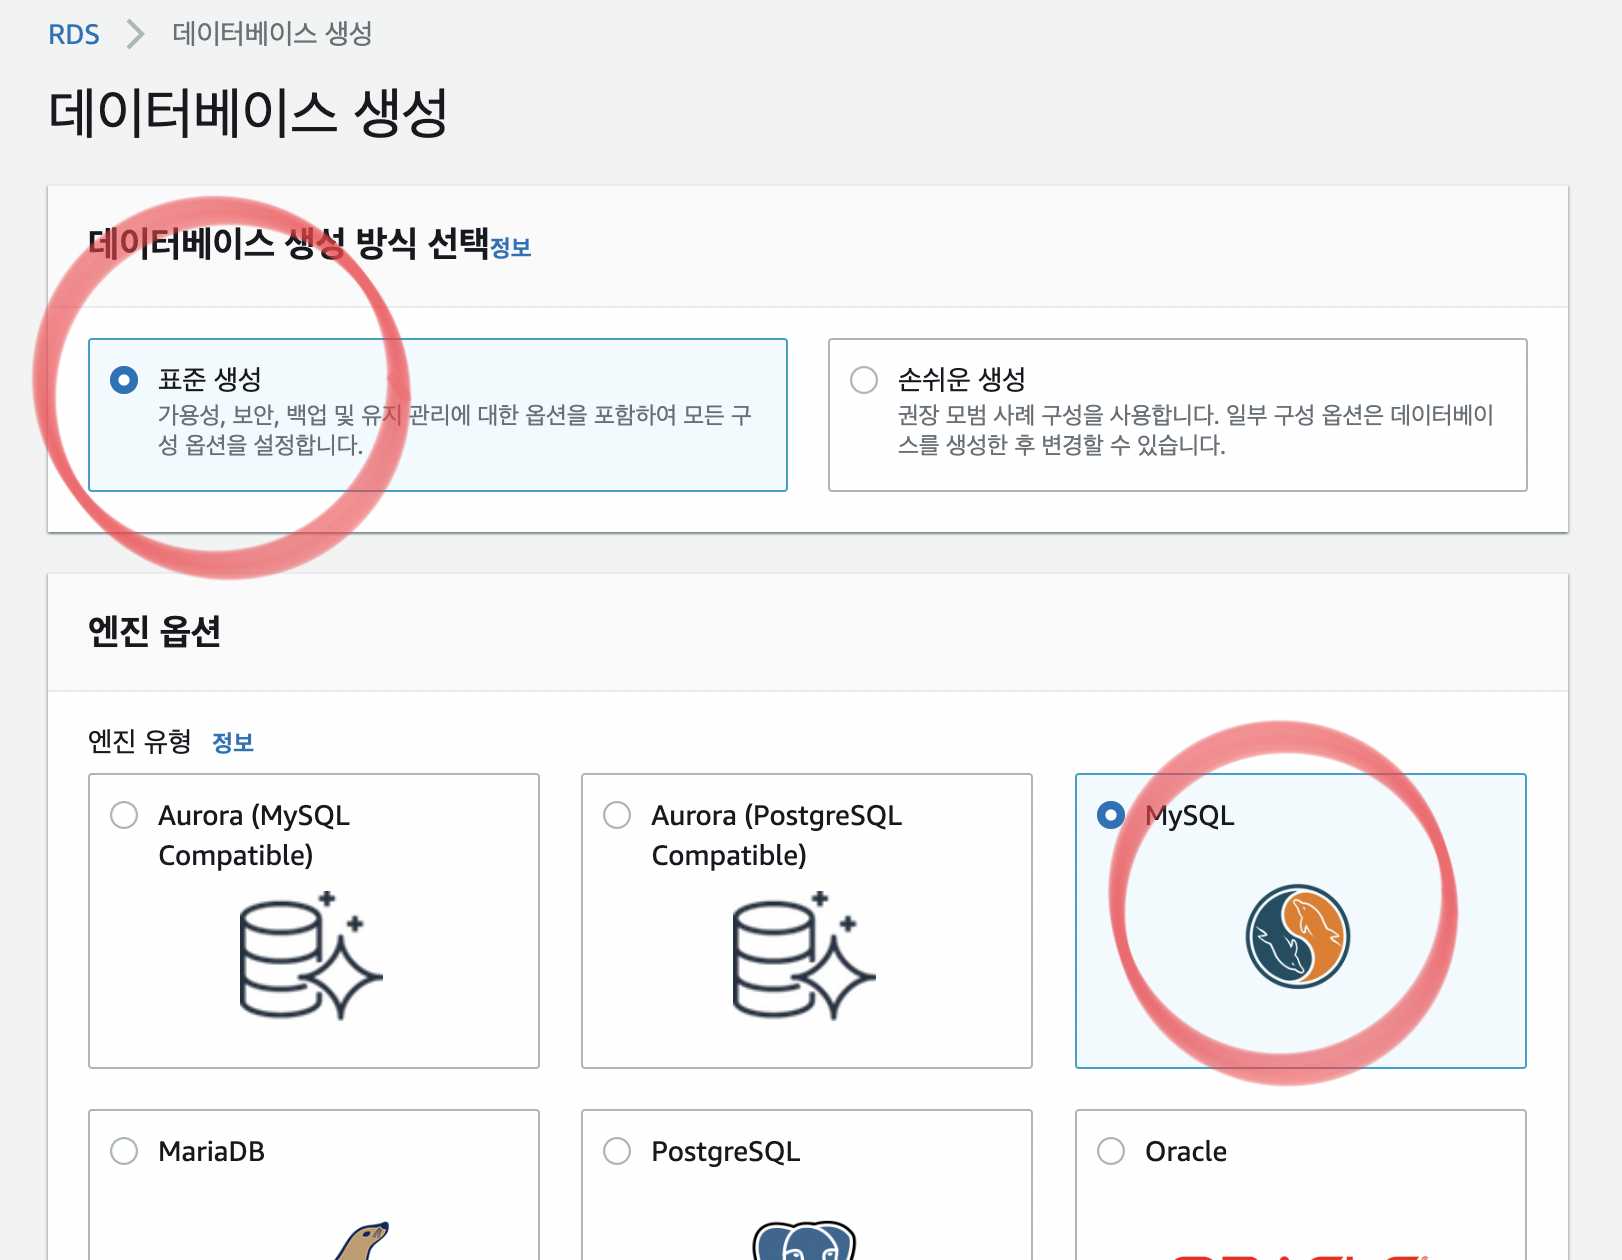 RDS > 데이터베이스 생성
데이터베이스 생성
데이터베이스 생성 방식 선택 정보
표준 생성
가용성, 보안, 백업 및 유지 관리에 대한 옵션을 포함하여 모든 구
성 옵션을 설정합니다.
손쉬운 생성
권장 모범 사례 구성을 사용합니다. 일부 구성 옵션은 데이터베이
스를 생성한 후 변경할 수 있습니다.
엔진 옵션
엔진 유형 정보
Aurora (MySQL
Compatible)
Aurora (PostgreSQL
Compatible)
MySQL
MariaDB
PostgreSQL
Oracle
ORACLE